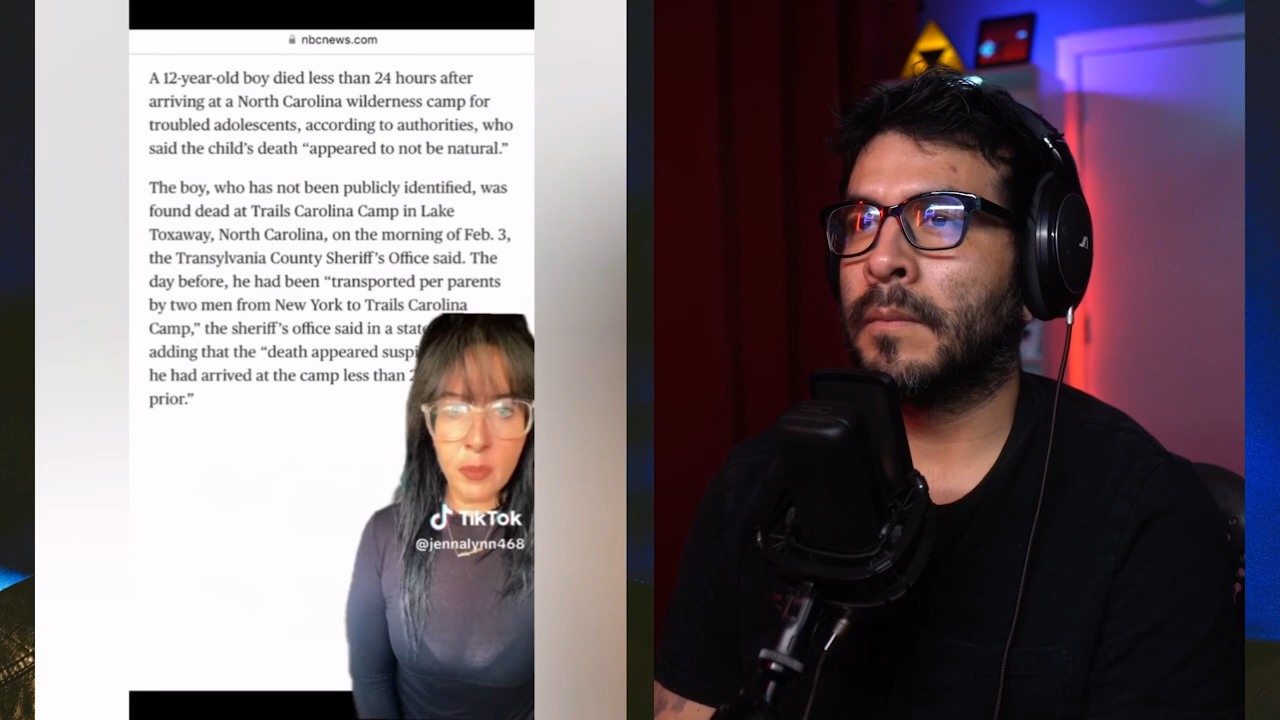 nbcnews.com
A 12-year-old boy died less than 24 hours after
arriving at a North Carolina wilderness camp for
troubled adolescents, according to authorities, who
said the child's death “appeared to not be natural.”
The boy, who has not been publicly identified, was
found dead at Trails Carolina Camp in Lake
Toxaway, North Carolina, on the morning of Feb. 3,
the Transylvania County Sheriff's Office said. The
day before, he had been “transported per parents
by two men from New York to Trails Carolina
Camp,” the sheriff's office said in a
adding that the “death appeared
he had arrived at the camp less than
prior.”
TikTok
@jennalynn468